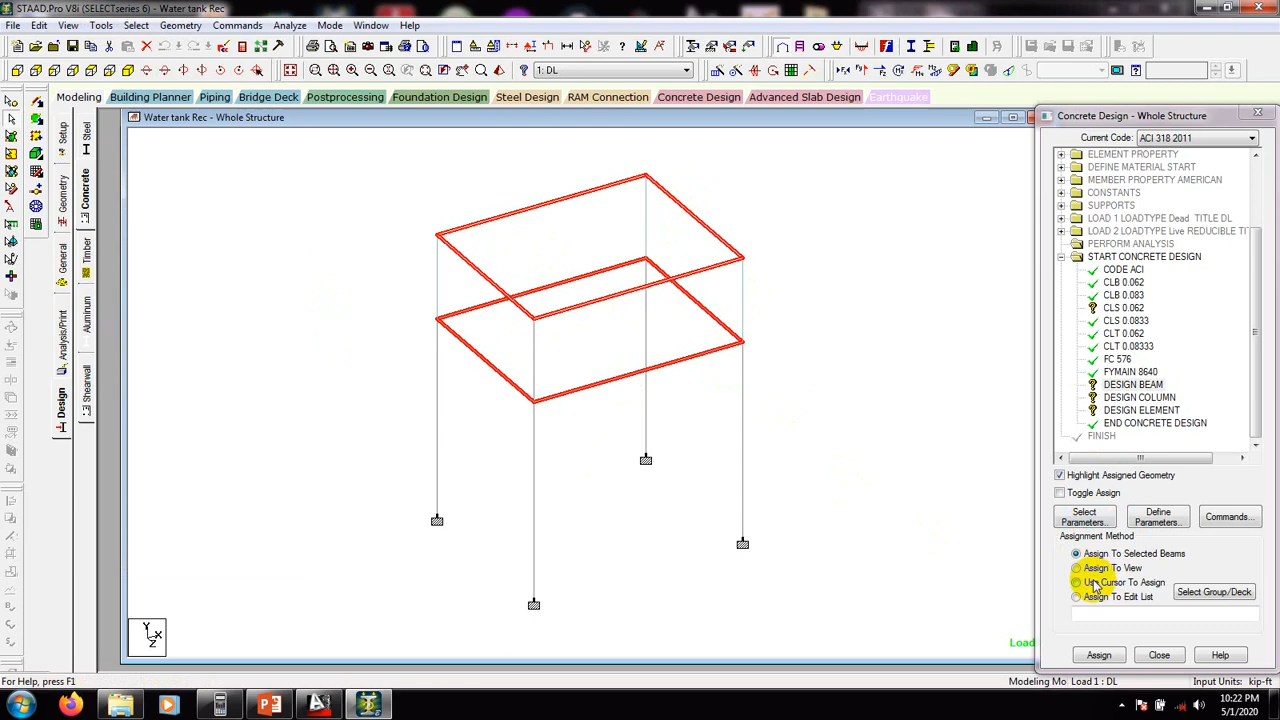 STAAD.Pro V8i (SELECTseries 6) - Water tank Rec
File Edit View Tools Select Geometry Commands Analyze Mode Window Help
1: DL
Modeling Building Planner Piping Bridge Deck Postprocessing Foundation Design Steel Design RAM Connection Concrete Design Advanced Slab Design Earthquake
Water tank Rec - Whole Structure
Setup
Geometry
General
Analysis/Print
Design
Steel
Concrete
Timber
Aluminum
Shearwall
Y
X
Z
Load
Concrete Design - Whole Structure
Current Code: ACI 318 2011
ELEMENT PROPERTY
DEFINE MATERIAL START
MEMBER PROPERTY AMERICAN
CONSTANTS
SUPPORTS
LOAD 1 LOADTYPE Dead TITLE DL
LOAD 2 LOADTYPE Live REDUCIBLE TI
PERFORM ANALYSIS
START CONCRETE DESIGN
CODE ACI
CLB 0.062
CLB 0.083
CLS 0.062
CLS 0.0833
CLT 0.062
CLT 0.08333
FC 576
FYMAIN 8640
DESIGN BEAM
DESIGN COLUMN
DESIGN ELEMENT
END CONCRETE DESIGN
FINISH
Highlight Assigned Geometry
Toggle Assign
Select Parameters..
Define Parameters..
Commands...
Assignment Method
Assign To Selected Beams
Assign To View
Use Cursor To Assign
Assign To Edit List
Select Group/Deck
Assign Close Help
For Help, press F1
Modeling Mo Load 1 : DL Input Units: kip-ft
10:22 PM
5/1/2020